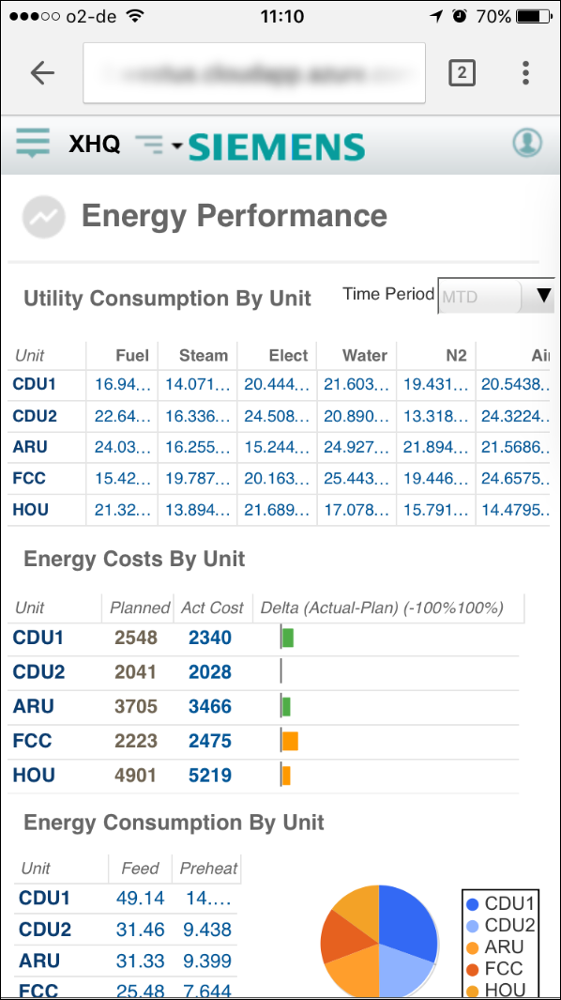 o2-de 11:10 70%
2
XHQ SIEMENS
Energy Performance
Utility Consumption By Unit Time Period MTD
Unit Fuel Steam Elect Water N2 Air
CDU1 16.94... 14.071... 20.444... 21.603... 19.431... 20.5438..
CDU2 22.64... 16.336... 24.508... 20.890... 13.318... 24.3224..
ARU 24.03... 16.255... 15.244... 24.927... 21.894... 21.5686..
FCC 15.42... 19.787... 20.163... 25.443... 19.446... 24.6575..
HOU 21.32... 13.894... 21.689... 17.078... 15.791... 14.4795..
Energy Costs By Unit
Unit Planned Act Cost Delta (Actual-Plan) (-100%100%)
CDU1 2548 2340
CDU2 2041 2028
ARU 3705 3466
FCC 2223 2475
HOU 4901 5219
Energy Consumption By Unit
Unit Feed Preheat
CDU1 49.14 14....
CDU2 31.46 9.438
ARU 31.33 9.399
FCC 25.48 7.644
CDU1
CDU2
ARU
FCC
HOU